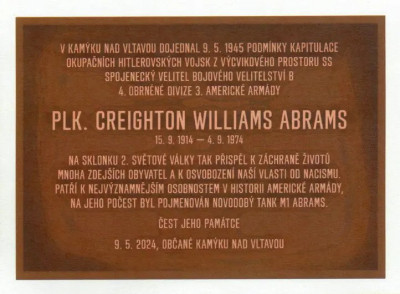 V KAMÝKU NAD VLTAVOU DOJEDNAL 9. 5. 1945 PODMÍNKY KAPITULACE
OKUPAČNÍCH HITLEROVSKÝCH VOJSK Z VÝCVIKOVÉHO PROSTORU SS
SPOJENECKÝ VELITEL BOJOVÉHO VELITELSTVÍ B
4. OBRNĚNÉ DIVIZE 3. AMERICKÉ ARMÁDY
PLK. CREIGHTON WILLIAMS ABRAMS
15. 9. 1914 – 4. 9. 1974
NA SKLONKU 2. SVĚTOVÉ VÁLKY TAK PŘISPĚL K ZÁCHRANĚ ŽIVOTŮ
MNOHA ZDEJŠÍCH OBYVATEL A K OSVOBOZENÍ NAŠÍ VLASTI OD NACISMU.
PATŘÍ K NEJVÝZNAMNĚJŠÍM OSOBNOSTEM V HISTORII AMERICKÉ ARMÁDY,
NA JEHO POČEST BYL POJMENOVÁN NOVODOBÝ TANK M1 ABRAMS.
ČEST JEHO PAMÁTCE
9. 5. 2024, OBČANÉ KAMÝKU NAD VLTAVOU